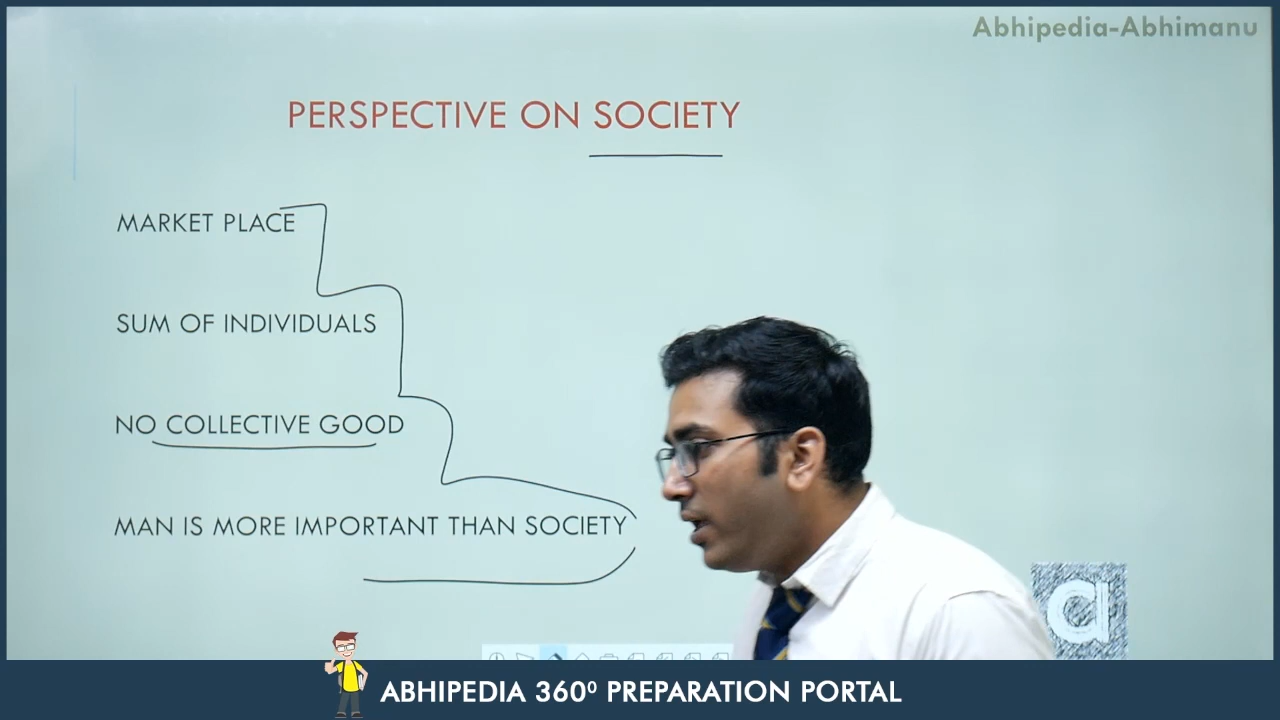 Abhipedia-Abhimanu
PERSPECTIVE ON SOCIETY
MARKET PLACE
SUM OF INDIVIDUALS
NO COLLECTIVE GOOD
MAN IS MORE IMPORTANT THAN SOCIETY
a
ABHIPEDIA 360⁰ PREPARATION PORTAL